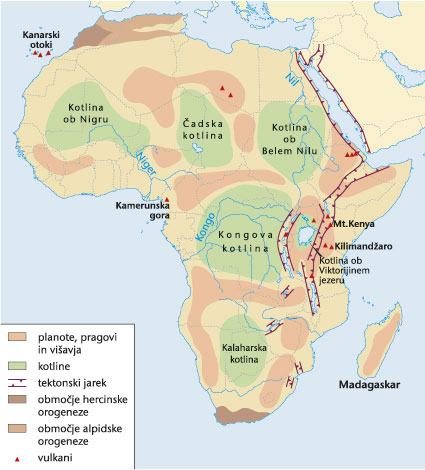 Kanarski
otoki
Nil
Kotlina
ob Nigru
Čadska
kotlina
Kotlina
ob
Belem Nilu
Niger
Kamerunska
gora
Kongo
Kongova
kotlina
Mt.Kenya
Kilimandžaro
Kotlina ob
Viktorijinem
jezeru
Kalaharska
kotlina
Madagaskar
planote, pragovi
in višavja
kotline
tektonski jarek
območje hercinske
orogeneze
območje alpidske
orogeneze
vulkani